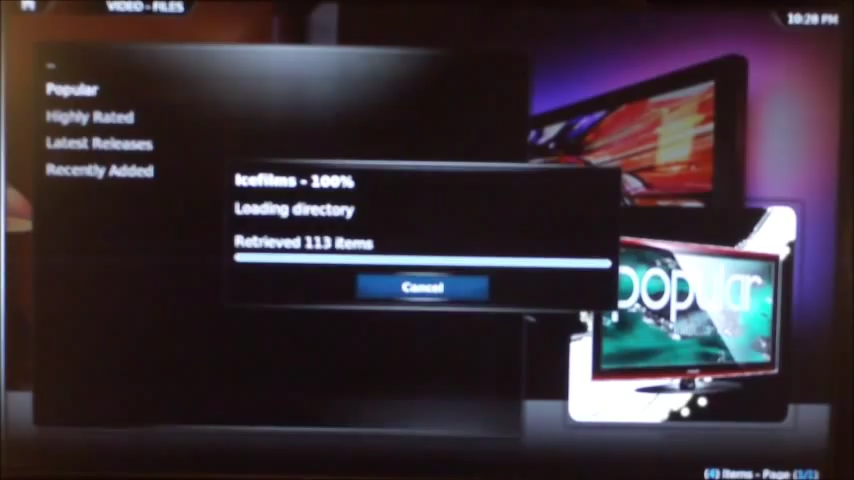 VIDEO - FILES
10:28 PM
..
Popular
Highly Rated
Latest Releases
Recently Added
Icefilms - 100%
Loading directory
Retrieved 113 items
Cancel
popular
(4) Items - Page (1/1)